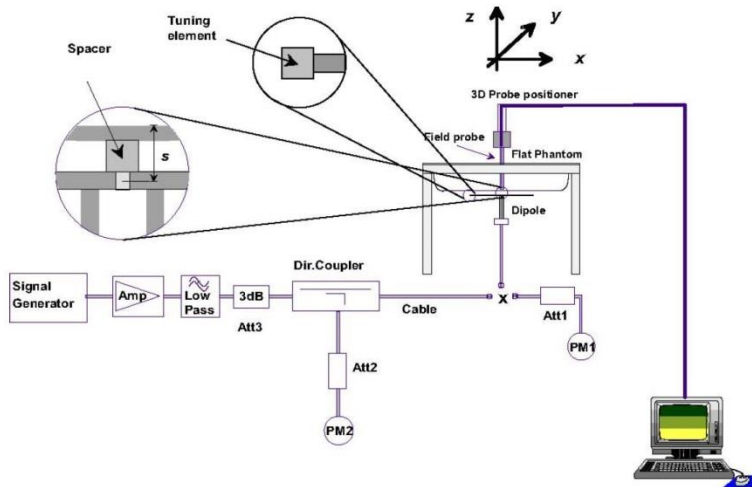 z
y
x
Tuning
element
Spacer
s
3D Probe positioner
Field probe
Flat Phantom
Dipole
Dir.Coupler
Signal
Generator
Amp
Low
Pass
3dB
Att3
Cable
x
Att1
PM1
Att2
PM2